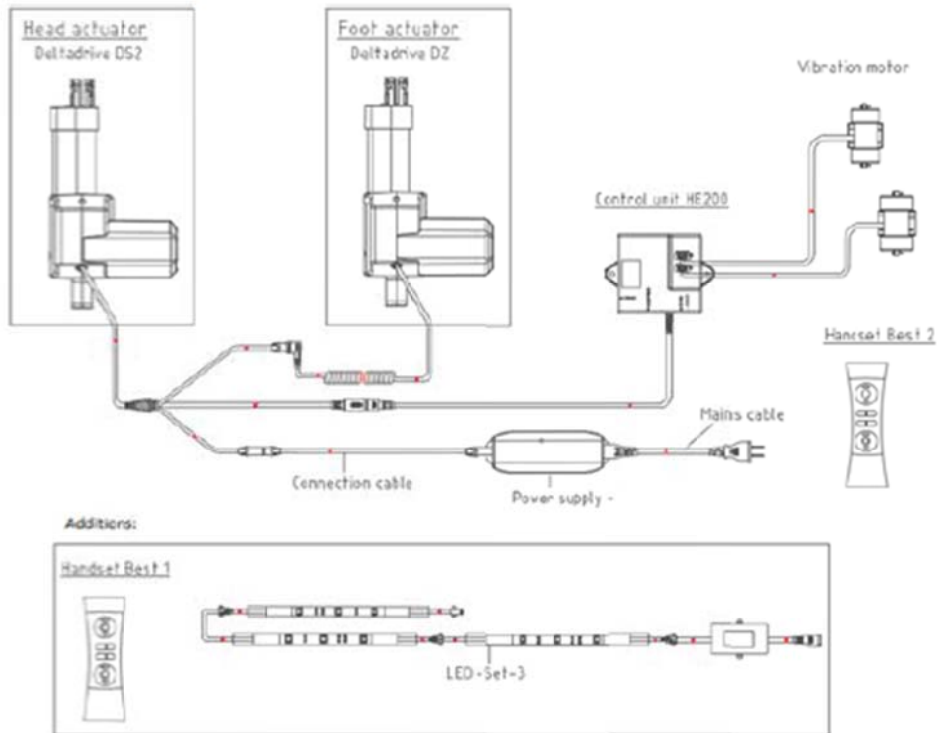 Head actuator
Deltadrive DS2
Foot actuator
Deltadrive DZ
Vibration motor
Control unit HE200
Handset Best 2
Mains cable
Connection cable
Power supply -
Additions:
Handset Best 1
LED-Set-3